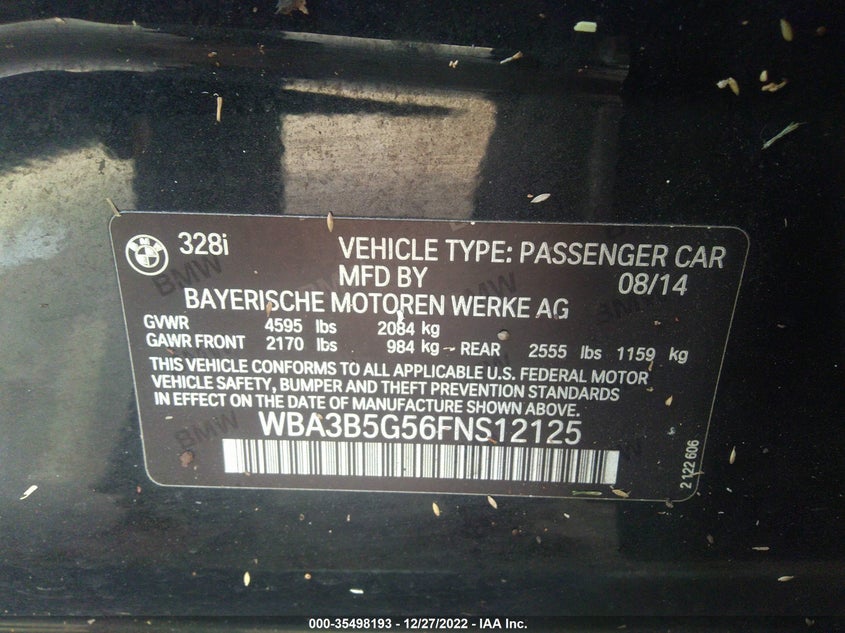 BMW
328i VEHICLE TYPE: PASSENGER CAR
MFD BY 08/14
BAYERISCHE MOTOREN WERKE AG
GVWR 4595 lbs 2084 kg
GAWR FRONT 2170 lbs 984 kg - REAR 2555 lbs 1159 kg
THIS VEHICLE CONFORMS TO ALL APPLICABLE U.S. FEDERAL MOTOR
VEHICLE SAFETY, BUMPER AND THEFT PREVENTION STANDARDS
IN EFFECT ON THE DATE OF MANUFACTURE SHOWN ABOVE.
WBA3B5G56FNS12125
2 122 606
000-35498193 - 12/27/2022 - IAA Inc.